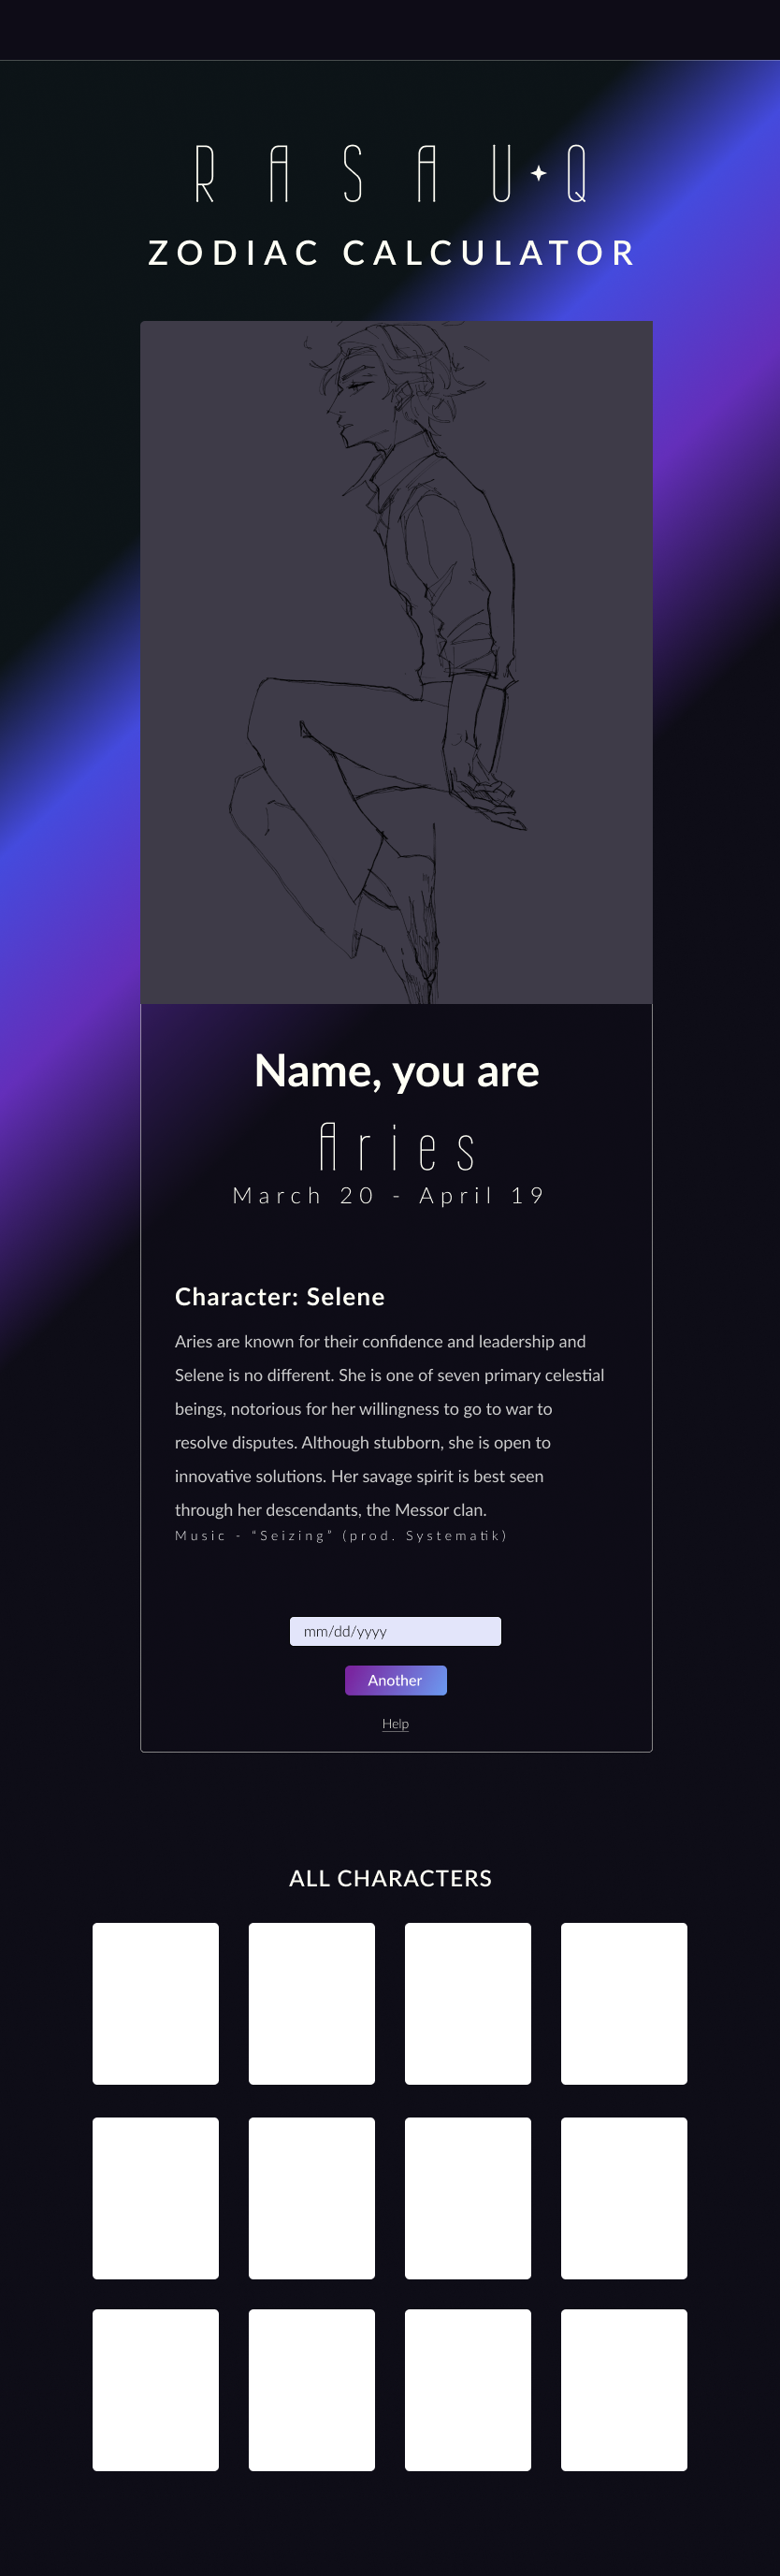 RASAU✦Q
ZODIAC CALCULATOR
Name, you are
Aries
March 20 - April 19
Character: Selene
Aries are known for their confidence and leadership and
Selene is no different. She is one of seven primary celestial
beings, notorious for her willingness to go to war to
resolve disputes. Although stubborn, she is open to
innovative solutions. Her savage spirit is best seen
through her descendants, the Messor clan.
Music - “Seizing” (prod. Systematik)
mm/dd/yyyy
Another
Help
ALL CHARACTERS